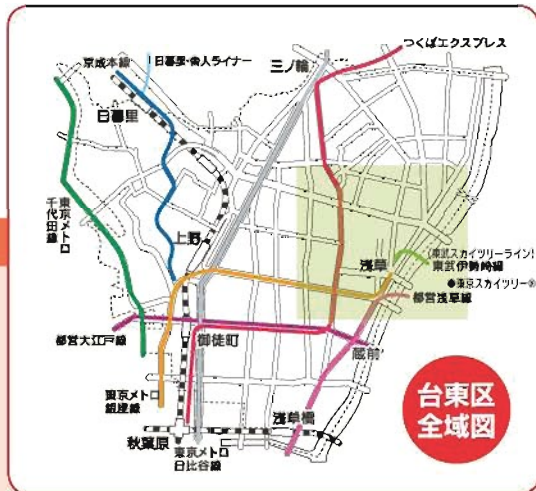 つくばエクスプレス
京成本線
日暮里・舎人ライナー
三ノ輪
日暮里
東京メトロ
千代田線
上野
浅草
(東武スカイツリーライン)
東武伊勢崎線
●東京スカイツリー®
都営浅草線
都営大江戸線
御徒町
蔵前
東京メトロ
銀座線
浅草橋
秋葉原
東京メトロ
日比谷線
台東区
全域図